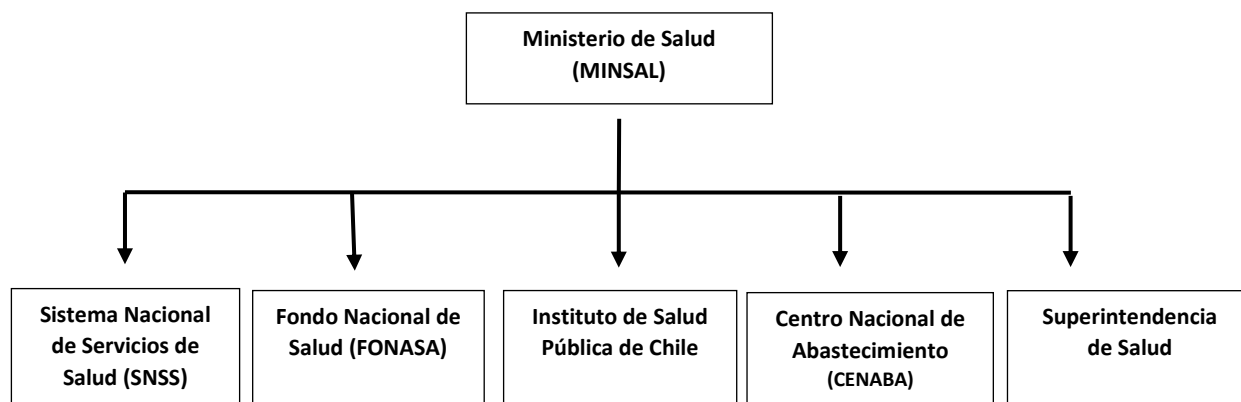 Ministerio de Salud
(MINSAL)
Sistema Nacional
de Servicios de
Salud (SNSS)
Fondo Nacional de
Salud (FONASA)
Instituto de Salud
Pública de Chile
Centro Nacional de
Abastecimiento
(CENABA)
Superintendencia
de Salud